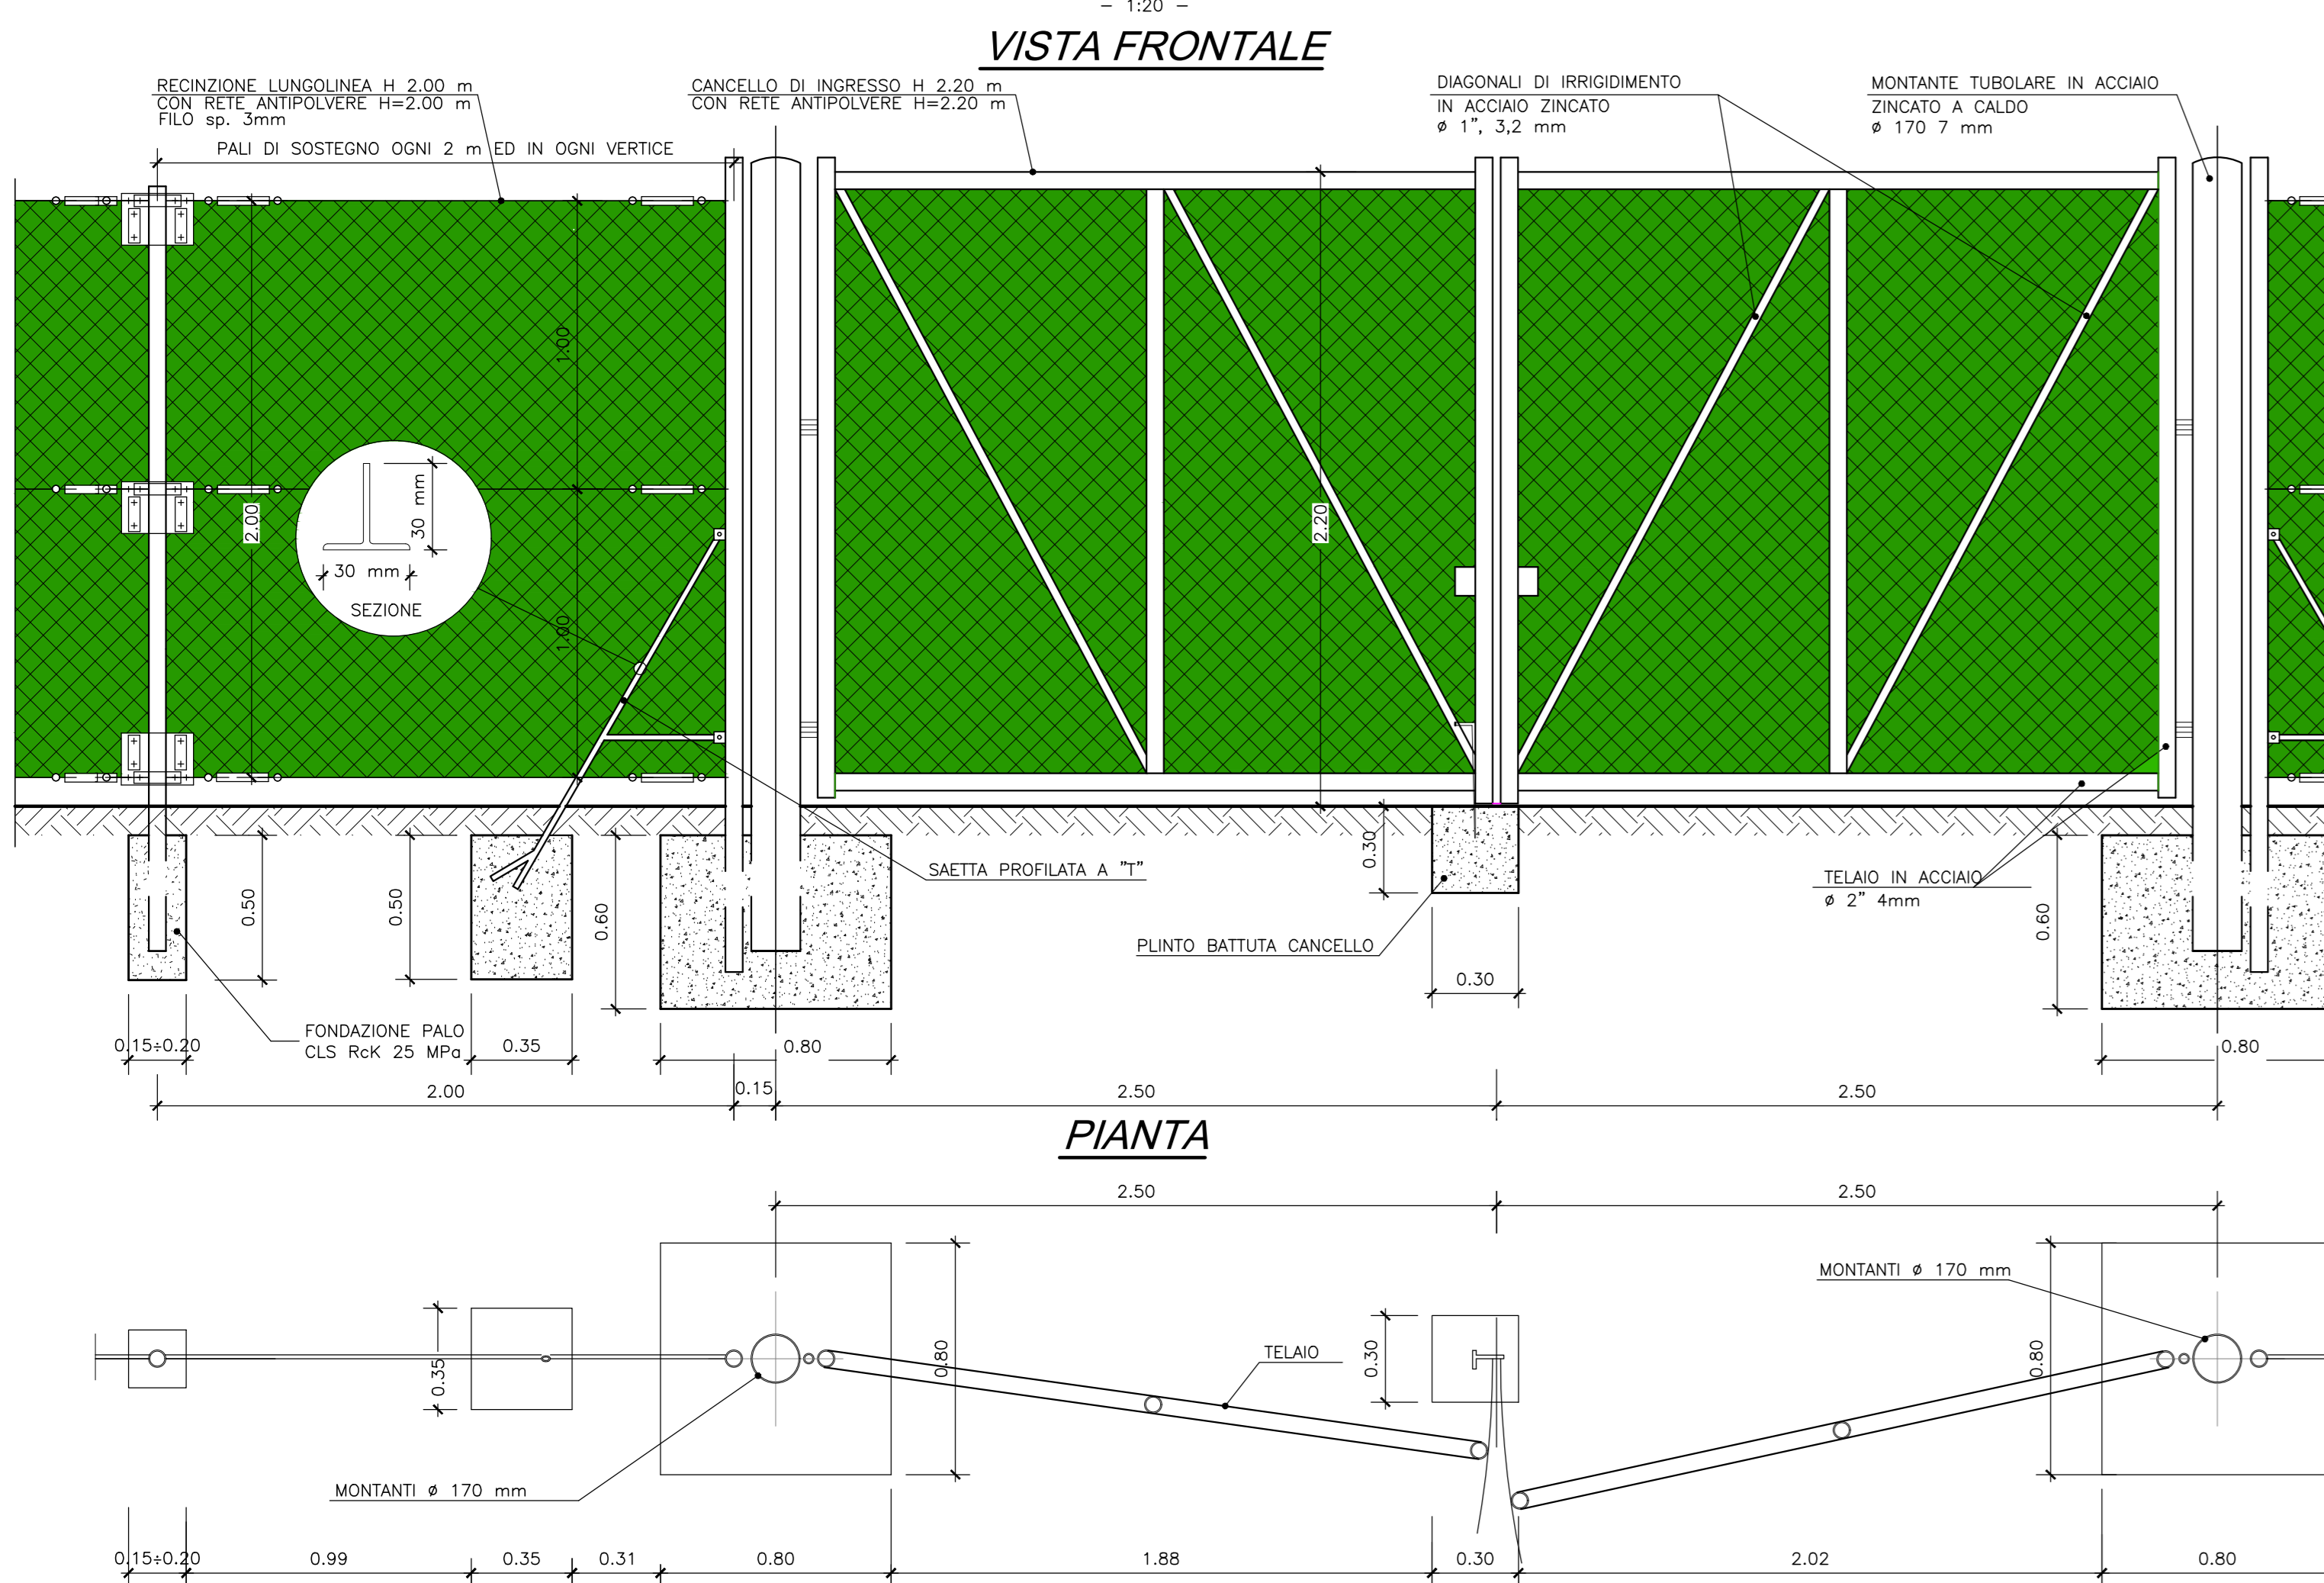 – 1:20 –
VISTA FRONTALE
RECINZIONE LUNGOLINEA H 2.00 m
CON RETE ANTIPOLVERE H=2.00 m
FILO sp. 3mm
CANCELLO DI INGRESSO H 2.20 m
CON RETE ANTIPOLVERE H=2.20 m
DIAGONALI DI IRRIGIDIMENTO
IN ACCIAIO ZINCATO
ø 1", 3,2 mm
MONTANTE TUBOLARE IN ACCIAIO
ZINCATO A CALDO
ø 170 7 mm
PALI DI SOSTEGNO OGNI 2 m ED IN OGNI VERTICE
1.00
2.00
30 mm
30 mm
SEZIONE
1.00
2.20
SAETTA PROFILATA A "T"
0.30
TELAIO IN ACCIAIO
ø 2" 4mm
0.50
0.50
0.60
0.60
PLINTO BATTUTA CANCELLO
0.30
FONDAZIONE PALO
CLS RcK 25 MPa
0.15÷0.20
0.35
0.80
0.80
2.00
0.15
2.50
2.50
PIANTA
2.50
2.50
MONTANTI ø 170 mm
0.35
0.80
TELAIO
0.30
0.80
MONTANTI ø 170 mm
0.15÷0.20
0.99
0.35
0.31
0.80
1.88
0.30
2.02
0.80